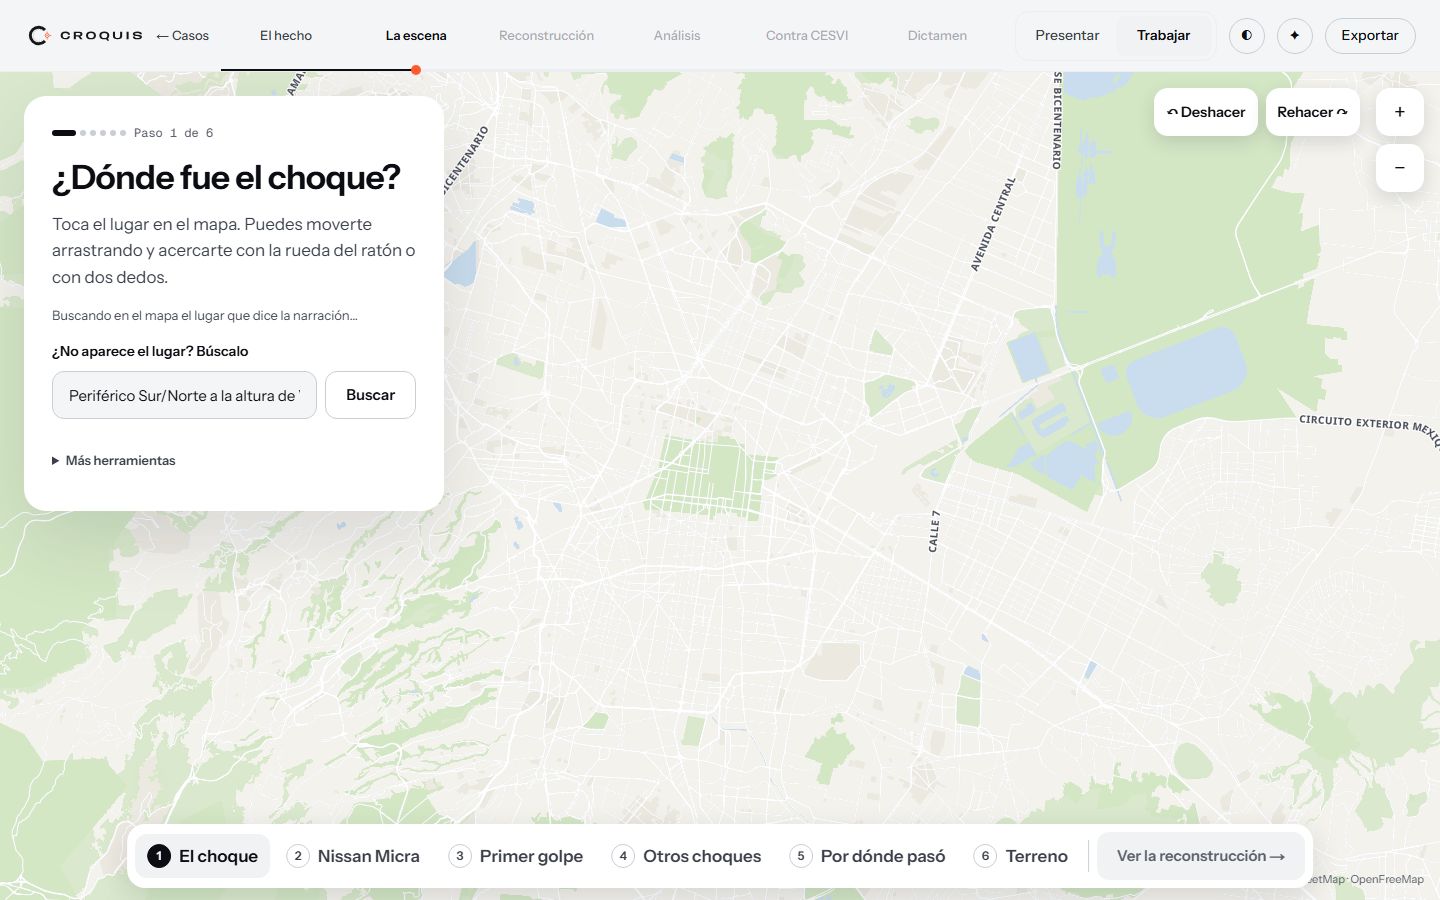 CROQUIS
← Casos
El hecho
La escena
Reconstrucción
Análisis
Contra CESVI
Dictamen
Presentar
Trabajar
Exportar
Paso 1 de 6
¿Dónde fue el choque?
Toca el lugar en el mapa. Puedes moverte
arrastrando y acercarte con la rueda del ratón o
con dos dedos.
Buscando en el mapa el lugar que dice la narración...
¿No aparece el lugar? Búscalo
Periférico Sur/Norte a la altura de
Buscar
Más herramientas
Deshacer
Rehacer
+
−
BICENTENARIO
SE BICENTENARIO
AVENIDA CENTRAL
CIRCUITO EXTERIOR
CALLE 7
1 El choque
2 Nissan Micra
3 Primer golpe
4 Otros choques
5 Por dónde pasó
6 Terreno
Ver la reconstrucción →
etMap · OpenFreeMap